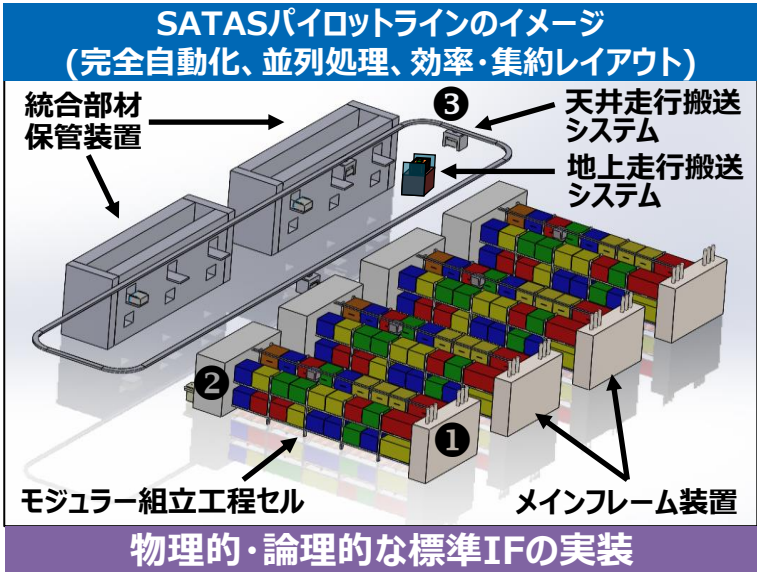 SATASパイロットラインのイメージ
(完全自動化、並列処理、効率・集約レイアウト)
統合部材
保管装置
❸
天井走行搬送
システム
地上走行搬送
システム
❷
❶
モジュラー組立工程セル
メインフレーム装置
物理的・論理的な標準IFの実装